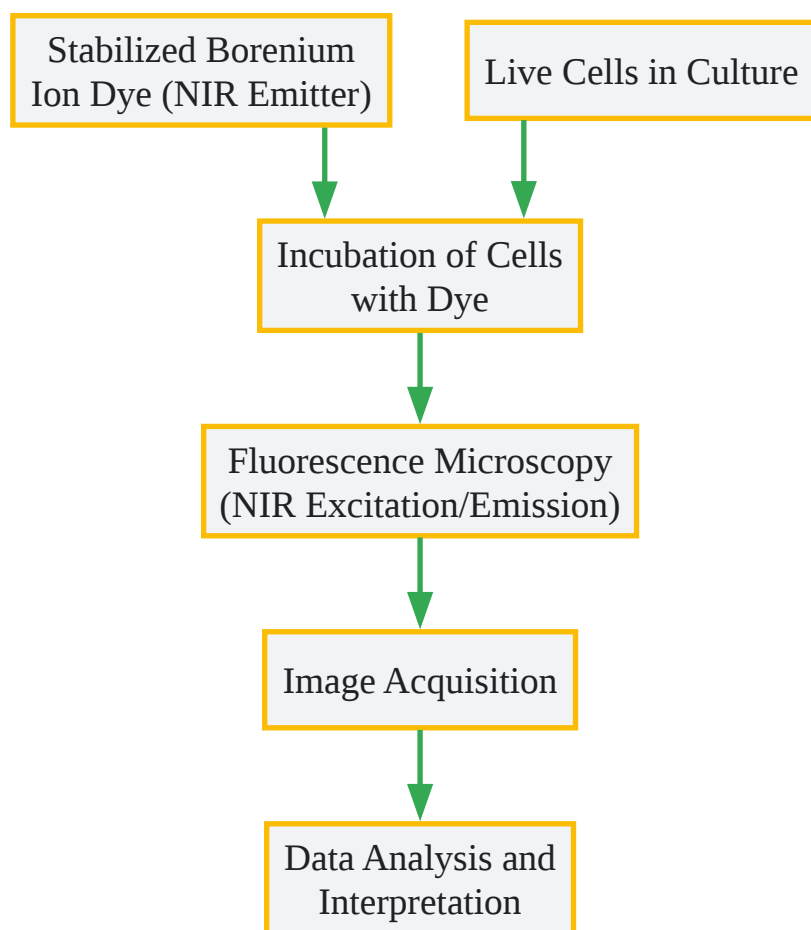 Stabilized Borenium
Ion Dye (NIR Emitter)
Live Cells in Culture
Incubation of Cells
with Dye
Fluorescence Microscopy
(NIR Excitation/Emission)
Image Acquisition
Data Analysis and
Interpretation